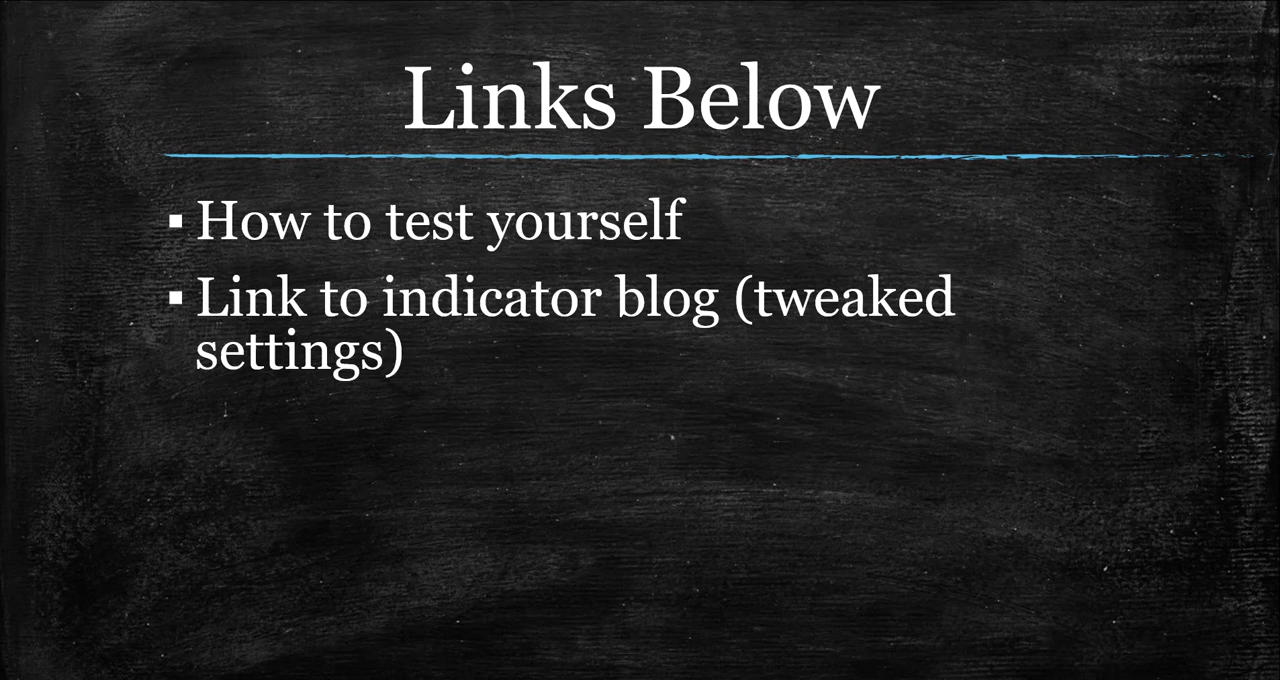 Links Below
▪ How to test yourself
▪ Link to indicator blog (tweaked
settings)